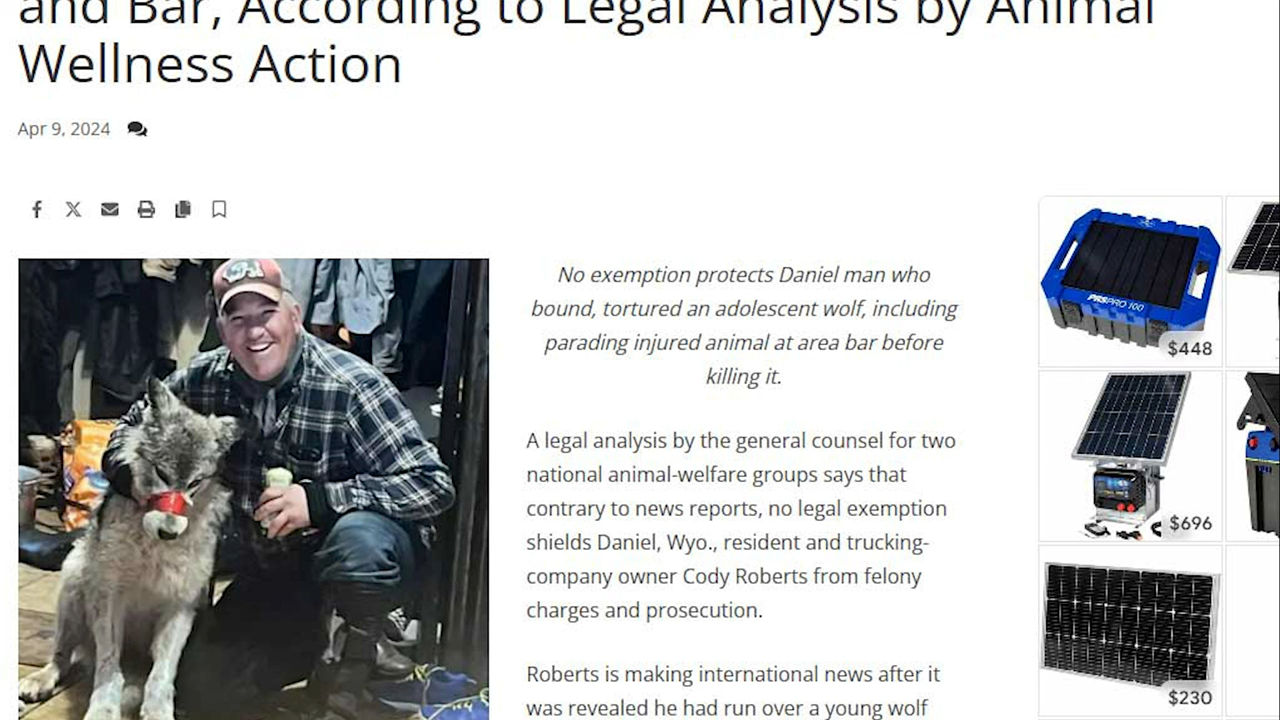 and Bar, According to Legal Analysis by Animal
Wellness Action
Apr 9, 2024
No exemption protects Daniel man who
bound, tortured an adolescent wolf, including
parading injured animal at area bar before
killing it.
A legal analysis by the general counsel for two
national animal-welfare groups says that
contrary to news reports, no legal exemption
shields Daniel, Wyo., resident and trucking-
company owner Cody Roberts from felony
charges and prosecution.
Roberts is making international news after it
was revealed he had run over a young wolf
PRSPRO 100
$448
$696
$230